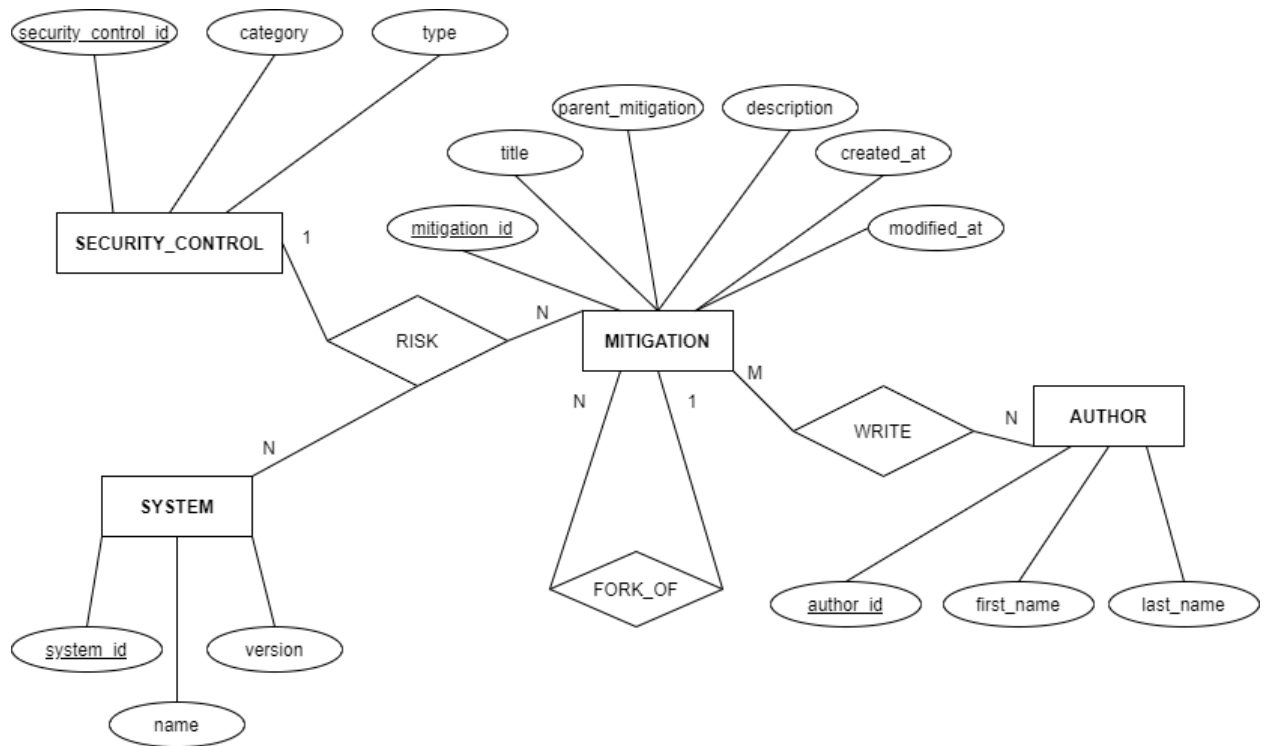 security_control_id
category
type
parent_mitigation
description
title
created_at
mitigation_id
modified_at
SECURITY_CONTROL
1
RISK
N
MITIGATION
N
1
M
WRITE
N
AUTHOR
N
SYSTEM
FORK_OF
author_id
first_name
last_name
system_id
version
name